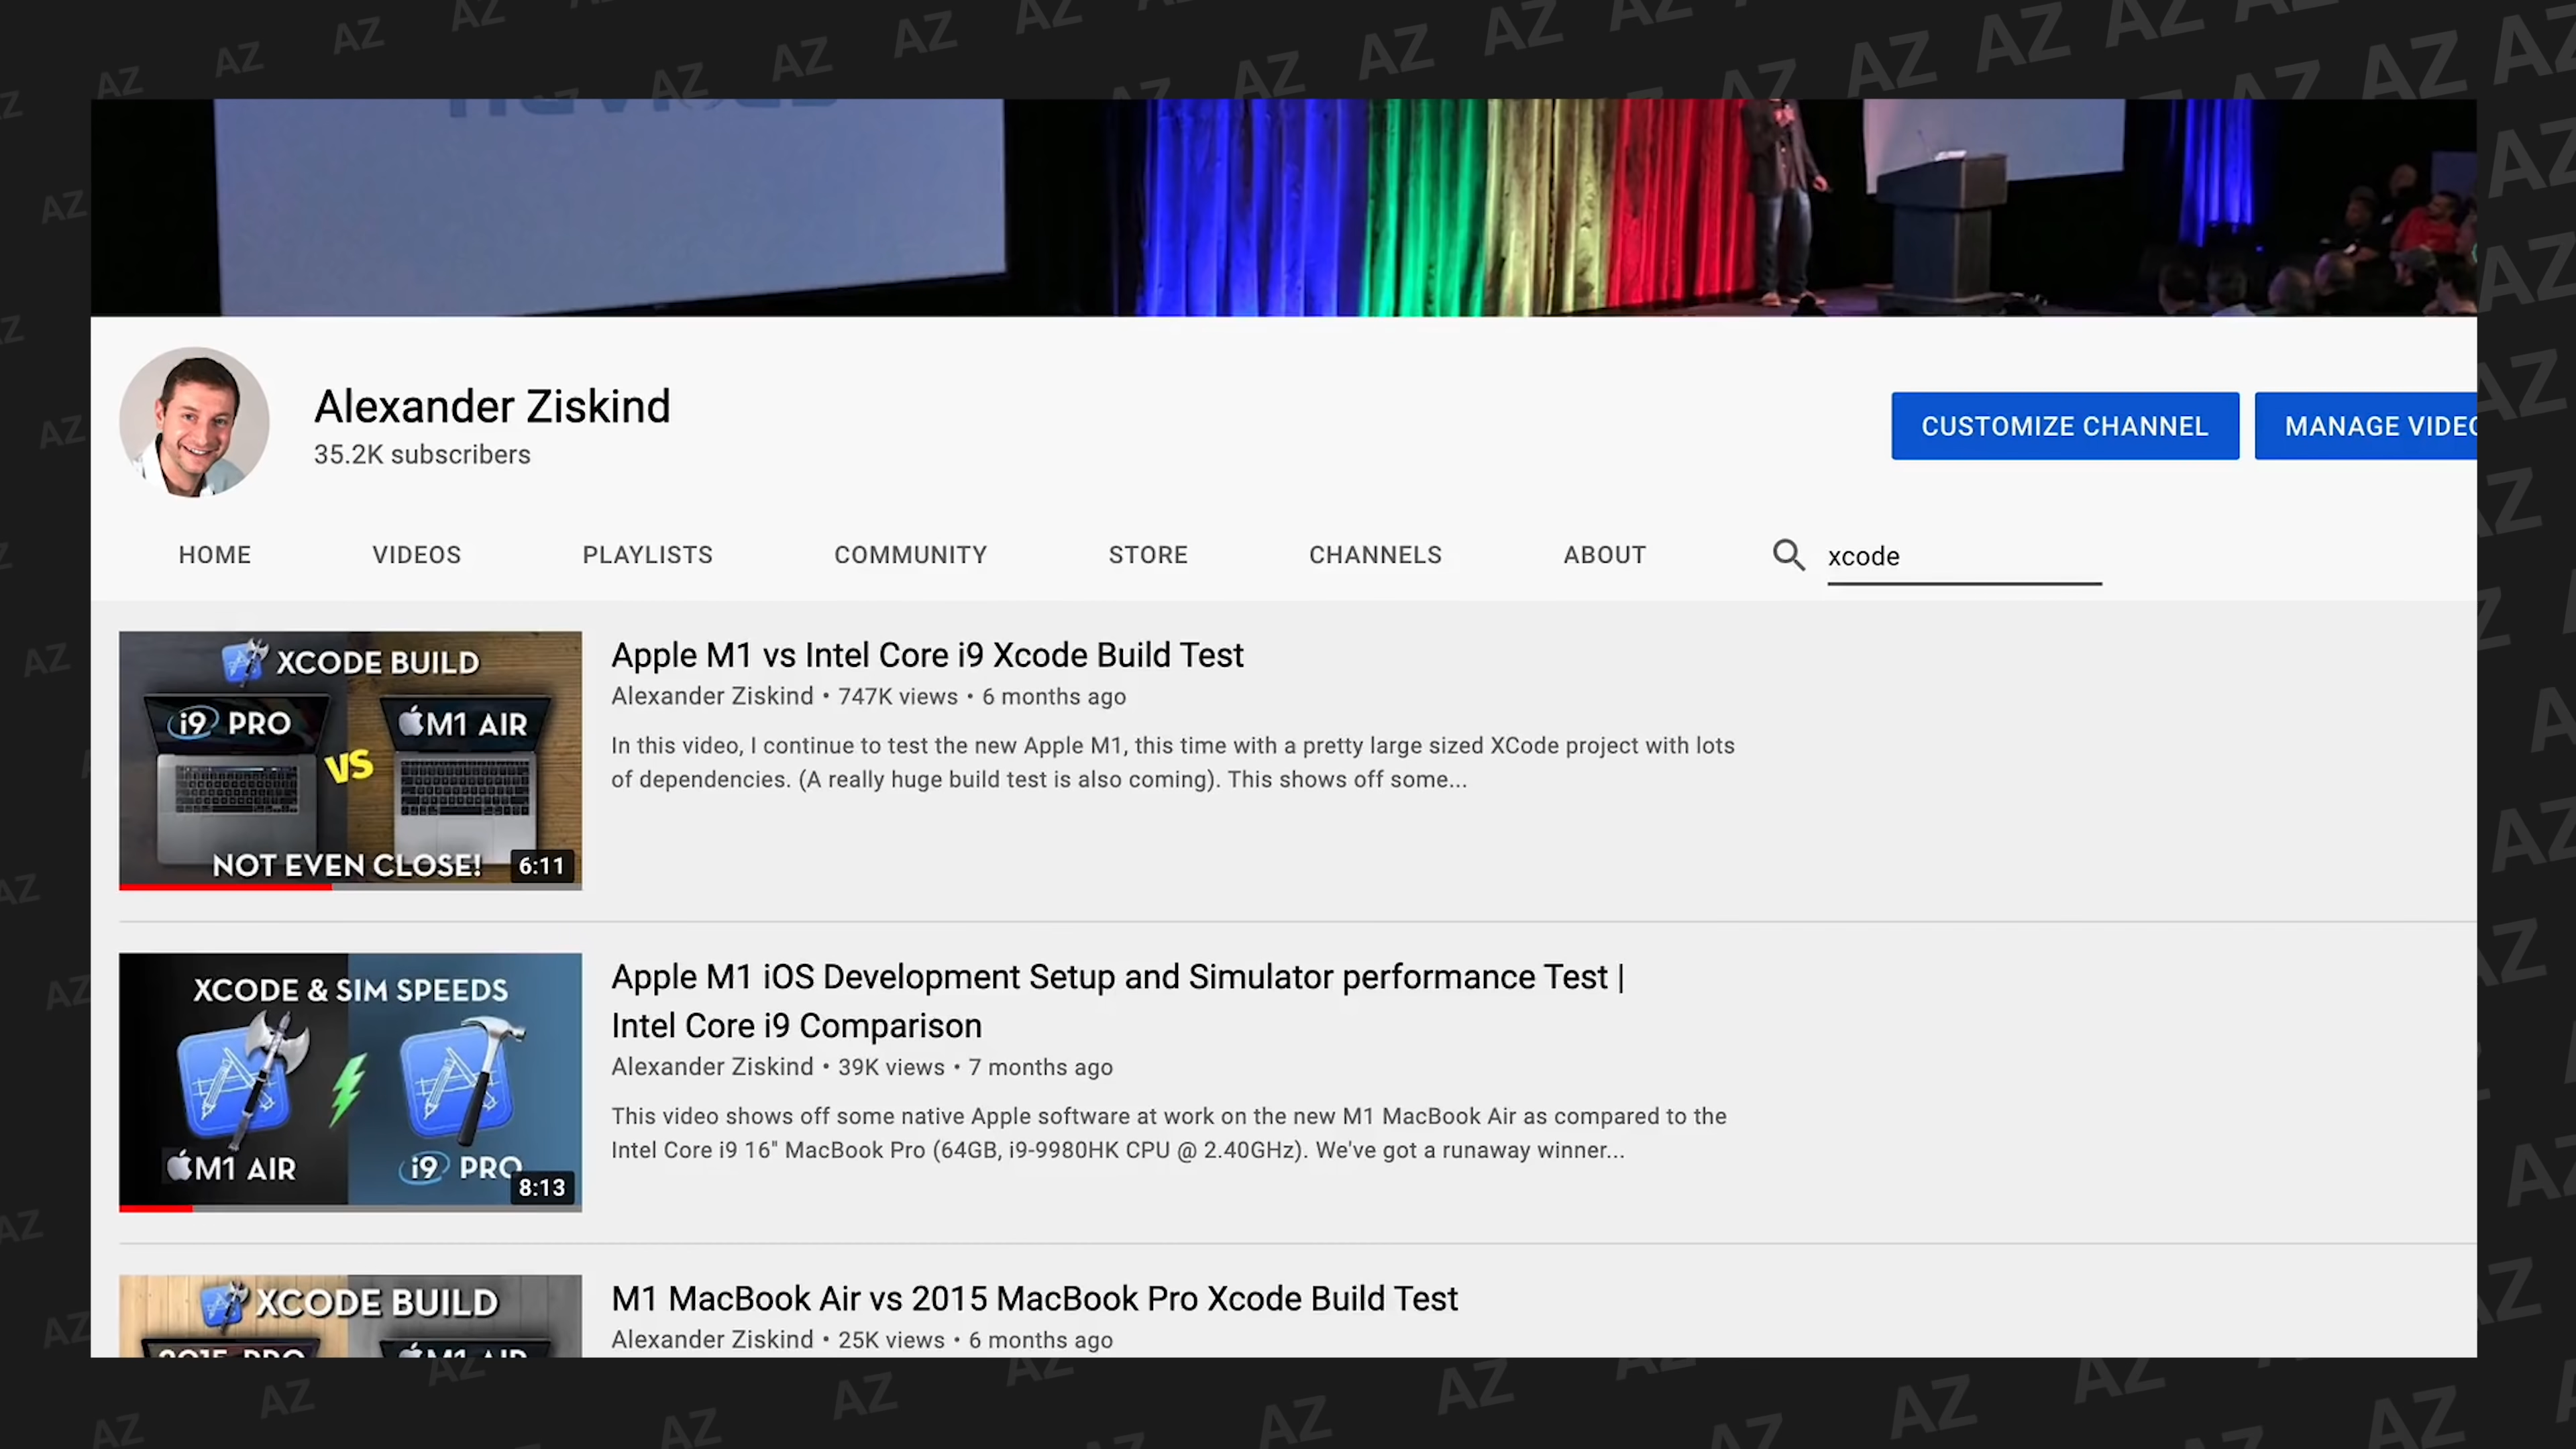 Alexander Ziskind
35.2K subscribers
CUSTOMIZE CHANNEL
MANAGE VIDEO
HOME
VIDEOS
PLAYLISTS
COMMUNITY
STORE
CHANNELS
ABOUT
xcode
XCODE BUILD
i9 PRO
VS
M1 AIR
NOT EVEN CLOSE!
6:11
Apple M1 vs Intel Core i9 Xcode Build Test
Alexander Ziskind • 747K views • 6 months ago
In this video, I continue to test the new Apple M1, this time with a pretty large sized XCode project with lots
of dependencies. (A really huge build test is also coming). This shows off some...
XCODE & SIM SPEEDS
M1 AIR
i9 PRO
8:13
Apple M1 iOS Development Setup and Simulator performance Test |
Intel Core i9 Comparison
Alexander Ziskind • 39K views • 7 months ago
This video shows off some native Apple software at work on the new M1 MacBook Air as compared to the
Intel Core i9 16" MacBook Pro (64GB, i9-9980HK CPU @ 2.40GHz). We've got a runaway winner...
XCODE BUILD
2015 PRO
M1 AIR
M1 MacBook Air vs 2015 MacBook Pro Xcode Build Test
Alexander Ziskind • 25K views • 6 months ago